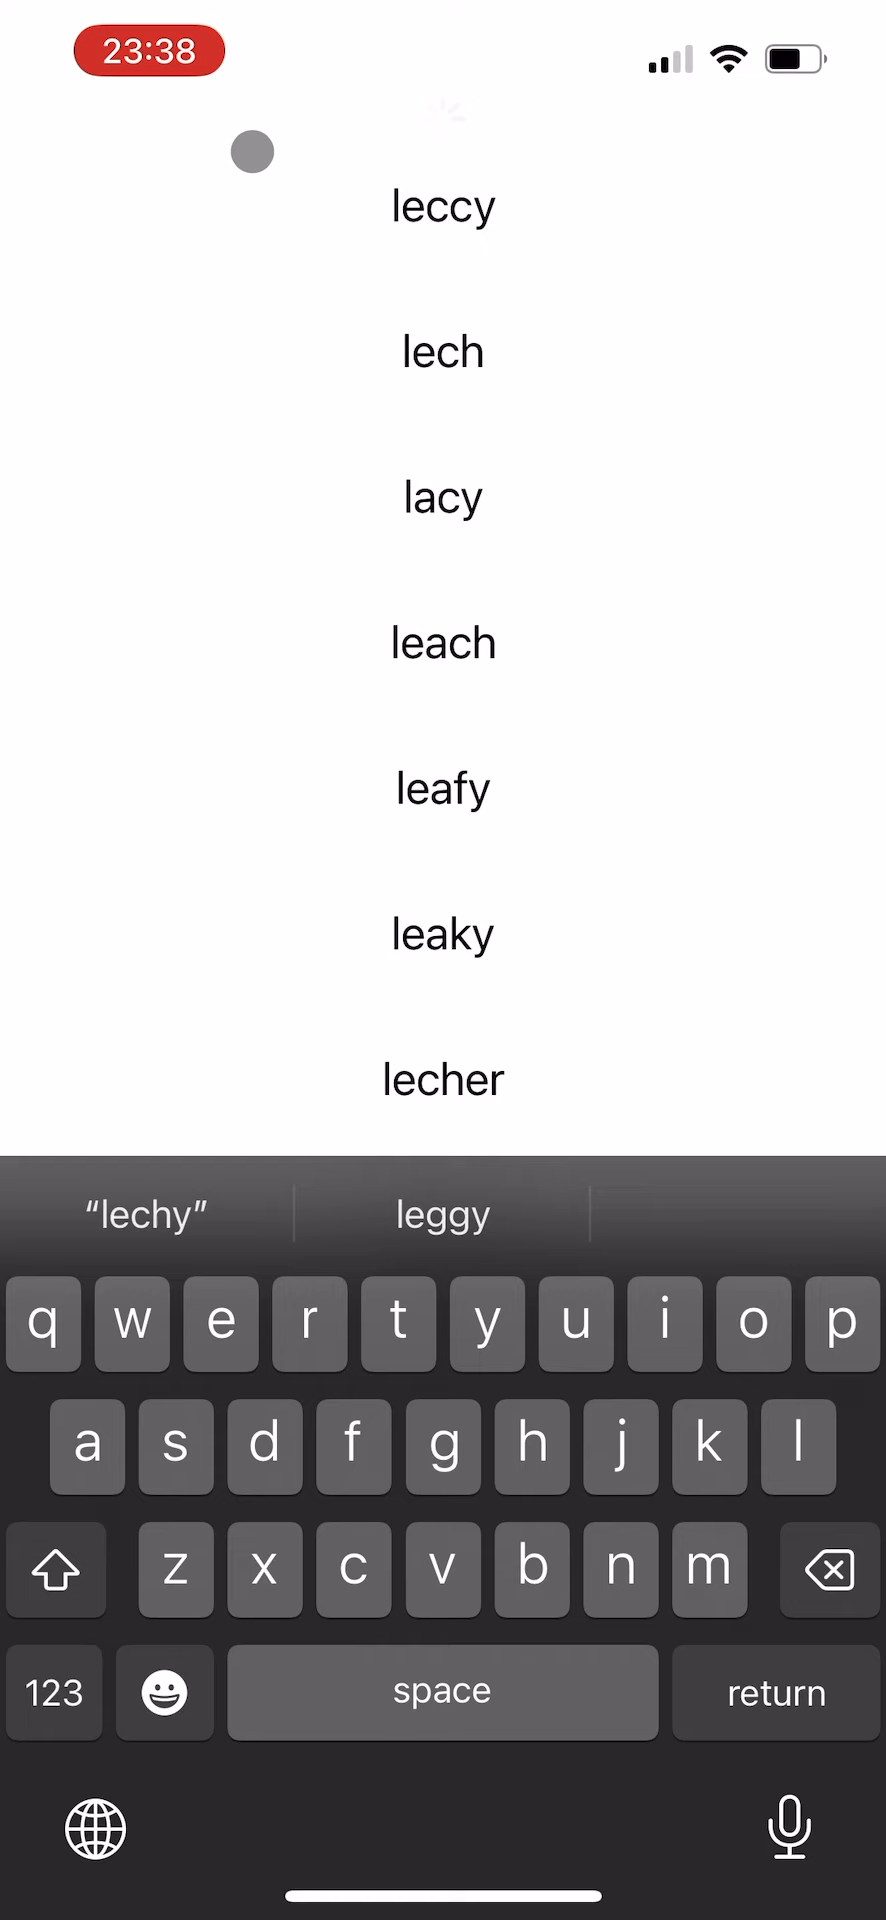 23:38
leccy
lech
lacy
leach
leafy
leaky
lecher
“lechy” leggy
q w e r t y u i o p
a s d f g h j k l
z x c v b n m
123 space return